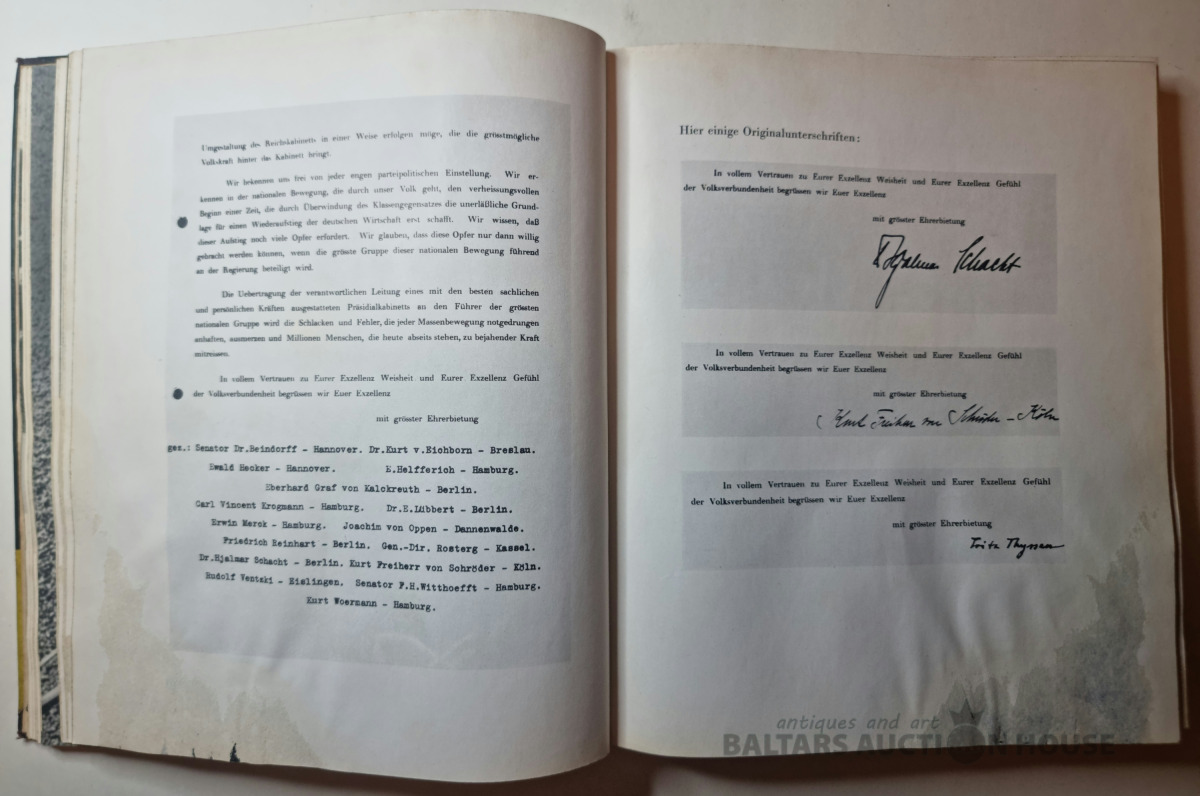 Umgestaltung des Reichskabinetts in einer Weise erfolgen möge, die die grösstmögliche
Volkskraft hinter das Kabinett bringt.
Wir bekennen uns frei von jeder engen parteipolitischen Einstellung. Wir er-
kennen in der nationalen Bewegung, die durch unser Volk geht, den verheissungsvollen
Beginn einer Zeit, die durch Überwindung des Klassengegensatzes die unerläßliche Grund-
lage für einen Wiederaufstieg der deutschen Wirtschaft erst schafft. Wir wissen, daß
dieser Aufstieg noch viele Opfer erfordert. Wir glauben, dass diese Opfer nur dann willig
gebracht werden können, wenn die grösste Gruppe dieser nationalen Bewegung führend
an der Regierung beteiligt wird.
Die Uebertragung der verantwortlichen Leitung eines mit den besten sachlichen
und persönlichen Kräften ausgestatteten Präsidialkabinetts an den Führer der grössten
nationalen Gruppe wird die Schlacken und Fehler, die jeder Massenbewegung notgedrungen
anhaften, ausmerzen und Millionen Menschen, die heute abseits stehen, zu bejahender Kraft
mitreissen.
In vollem Vertrauen zu Eurer Exzellenz Weisheit und Eurer Exzellenz Gefühl
der Volksverbundenheit begrüssen wir Euer Exzellenz
mit grösster Ehrerbietung
gez.: Senator Dr.Beindorff - Hannover. Dr.Kurt v.Eichborn - Breslau.
Ewald Hecker - Hannover. E.Helfferich - Hamburg.
Eberhard Graf von Kalckreuth - Berlin.
Carl Vincent Krogmann - Hamburg. Dr.E.Lübbert - Berlin.
Erwin Merck - Hamburg. Joachim von Oppen - Dannenwalde.
Friedrich Reinhart - Berlin. Gen.-Dir. Rosterg - Kassel.
Dr.Hjalmar Schacht - Berlin. Kurt Freiherr von Schröder - Köln.
Rudolf Ventzki - Eislingen. Senator F.H.Witthoefft - Hamburg.
Kurt Woermann - Hamburg.
Hier einige Originalunterschriften:
In vollem Vertrauen zu Eurer Exzellenz Weisheit und Eurer Exzellenz Gefühl
der Volksverbundenheit begrüssen wir Euer Exzellenz
mit grösster Ehrerbietung
Hjalmar Schacht
In vollem Vertrauen zu Eurer Exzellenz Weisheit und Eurer Exzellenz Gefühl
der Volksverbundenheit begrüssen wir Euer Exzellenz
mit grösster Ehrerbietung
Kurt Freiherr von Schröder - Köln
In vollem Vertrauen zu Eurer Exzellenz Weisheit und Eurer Exzellenz Gefühl
der Volksverbundenheit begrüssen wir Euer Exzellenz
mit grösster Ehrerbietung
Fritz Thyssen
antiques and art
BALTARS AUCTION HOUSE